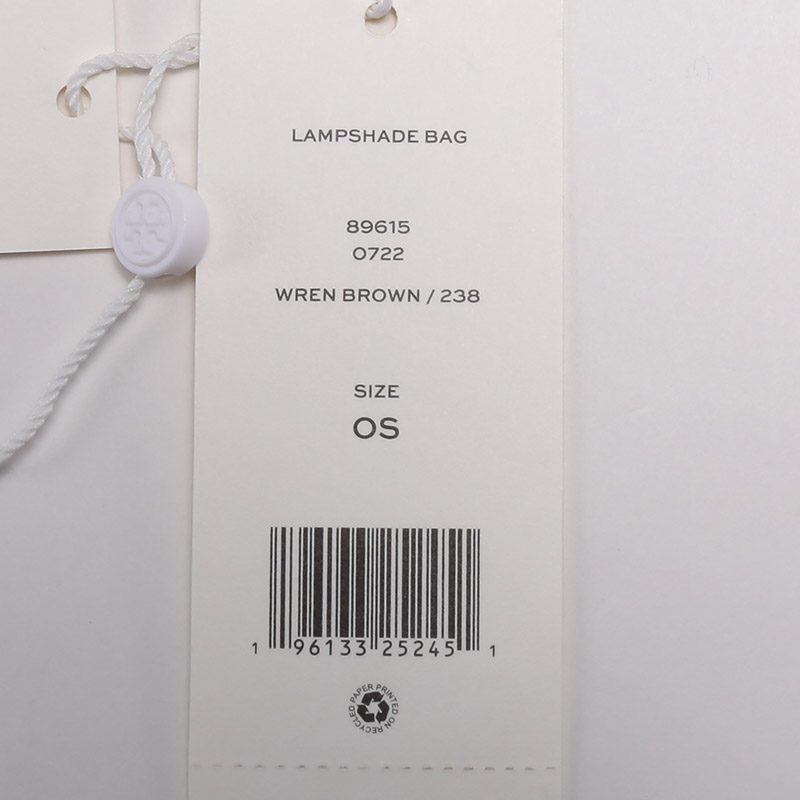 LAMPSHADE BAG
89615
0722
WREN BROWN / 238
SIZE
OS
1 96133 25245 1
PRINTED ON RECYCLED PAPER